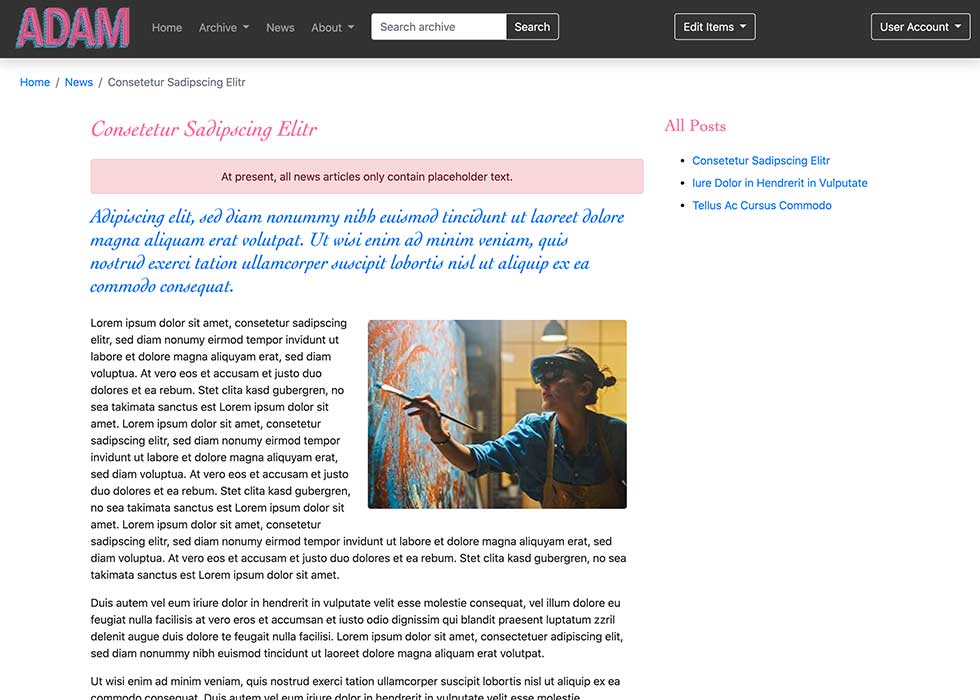 ADAM Home Archive News About Search archive Search Edit Items User Account
Home / News / Consetetur Sadipscing Elitr
Consetetur Sadipscing Elitr
At present, all news articles only contain placeholder text.
Adipiscing elit, sed diam nonummy nibh euismod tincidunt ut laoreet dolore
magna aliquam erat volutpat. Ut wisi enim ad minim veniam, quis
nostrud exerci tation ullamcorper suscipit lobortis nisl ut aliquip ex ea
commodo consequat.
Lorem ipsum dolor sit amet, consetetur sadipscing
elitr, sed diam nonumy eirmod tempor invidunt ut
labore et dolore magna aliquyam erat, sed diam
voluptua. At vero eos et accusam et justo duo
dolores et ea rebum. Stet clita kasd gubergren, no
sea takimata sanctus est Lorem ipsum dolor sit
amet. Lorem ipsum dolor sit amet, consetetur
sadipscing elitr, sed diam nonumy eirmod tempor
invidunt ut labore et dolore magna aliquyam erat,
sed diam voluptua. At vero eos et accusam et justo
duo dolores et ea rebum. Stet clita kasd gubergren,
no sea takimata sanctus est Lorem ipsum dolor sit
amet. Lorem ipsum dolor sit amet, consetetur
sadipscing elitr, sed diam nonumy eirmod tempor invidunt ut labore et dolore magna aliquyam erat, sed
diam voluptua. At vero eos et accusam et justo duo dolores et ea rebum. Stet clita kasd gubergren, no sea
takimata sanctus est Lorem ipsum dolor sit amet.
Duis autem vel eum iriure dolor in hendrerit in vulputate velit esse molestie consequat, vel illum dolore eu
feugiat nulla facilisis at vero eros et accumsan et iusto odio dignissim qui blandit praesent luptatum zzril
delenit augue duis dolore te feugait nulla facilisi. Lorem ipsum dolor sit amet, consectetuer adipiscing elit,
sed diam nonummy nibh euismod tincidunt ut laoreet dolore magna aliquam erat volutpat.
Ut wisi enim ad minim veniam, quis nostrud exerci tation ullamcorper suscipit lobortis nisl ut aliquip ex ea
commodo consequat. Duis autem vel eum iriure dolor in hendrerit in vulputate velit esse molestie
All Posts
Consetetur Sadipscing Elitr
Iure Dolor in Hendrerit in Vulputate
Tellus Ac Cursus Commodo